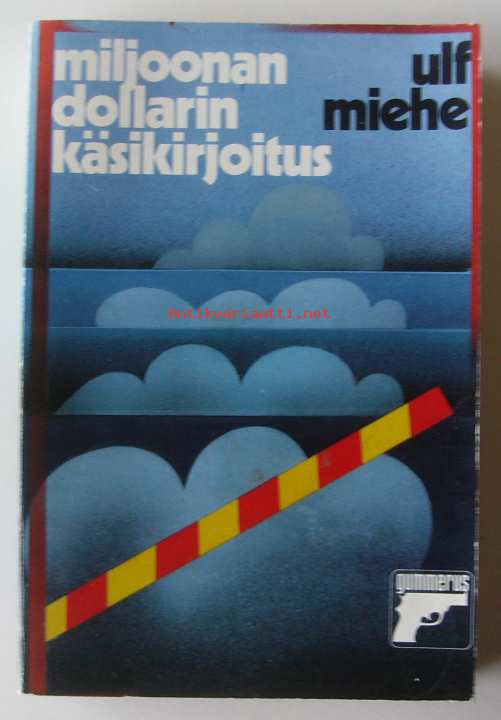 miljoonan
dollarin
käsikirjoitus
ulf
miehe
Antikvariaatti.net
gummerus